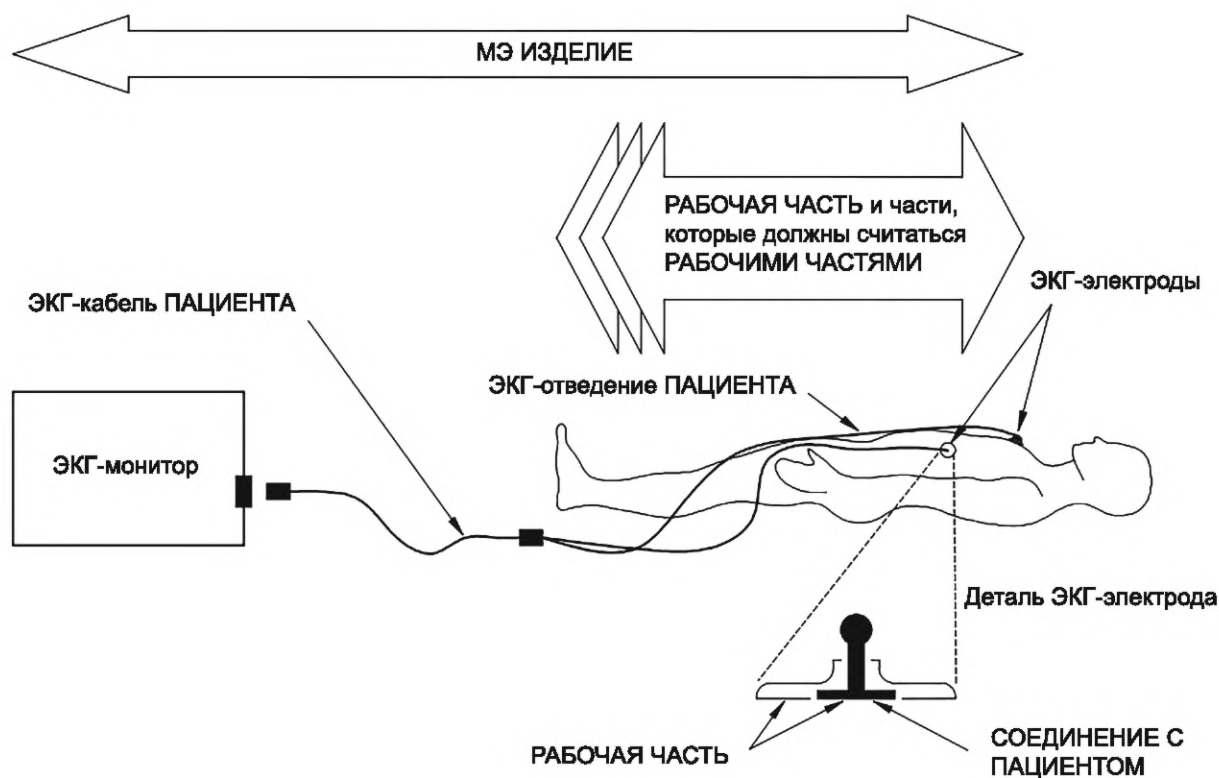 МЭ ИЗДЕЛИЕ
РАБОЧАЯ ЧАСТЬ и части,
которые должны считаться
РАБОЧИМИ ЧАСТЯМИ
ЭКГ-электроды
ЭКГ-кабель ПАЦИЕНТА
ЭКГ-отведение ПАЦИЕНТА
ЭКГ-монитор
Деталь ЭКГ-электрода
РАБОЧАЯ ЧАСТЬ
СОЕДИНЕНИЕ С
ПАЦИЕНТОМ